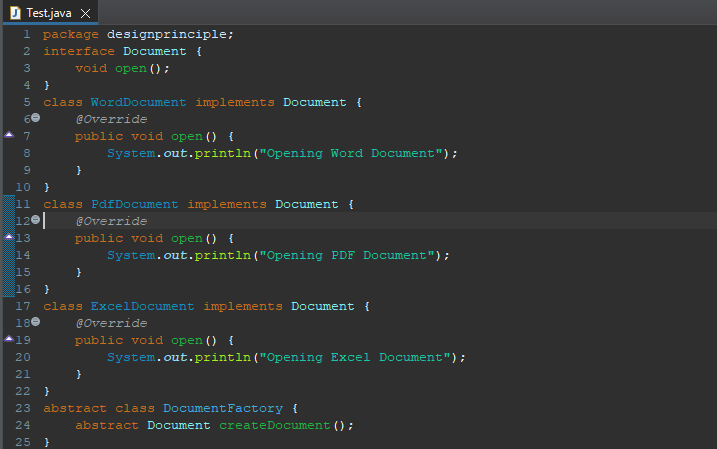 Test.java
1 package designprinciple;
2 interface Document {
3     void open();
4 }
5 class WordDocument implements Document {
6     @Override
7     public void open() {
8         System.out.println("Opening Word Document");
9     }
10 }
11 class PdfDocument implements Document {
12     @Override
13     public void open() {
14         System.out.println("Opening PDF Document");
15     }
16 }
17 class ExcelDocument implements Document {
18     @Override
19     public void open() {
20         System.out.println("Opening Excel Document");
21     }
22 }
23 abstract class DocumentFactory {
24     abstract Document createDocument();
25 }